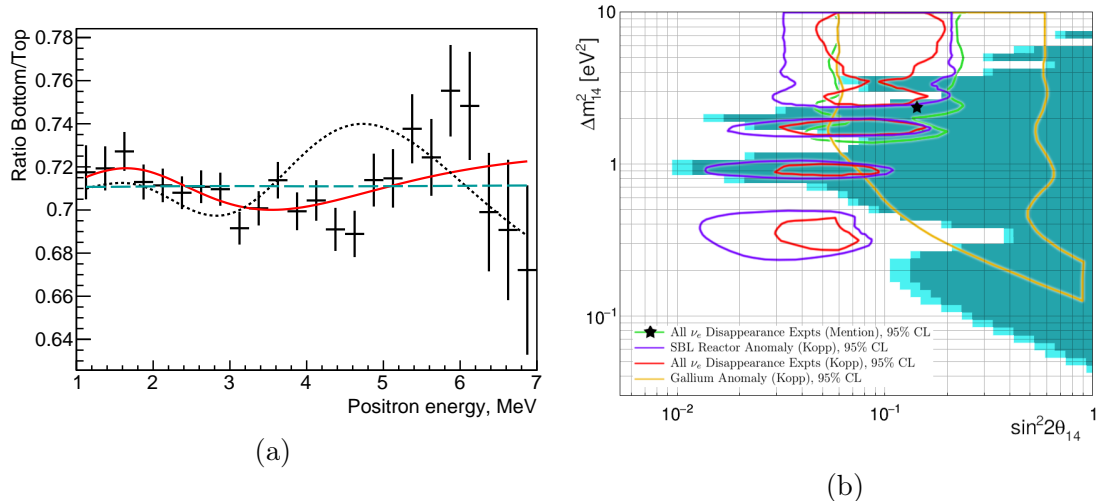 Ratio Bottom/Top
0.78
0.76
0.74
0.72
0.70
0.68
0.66
0.64
1 2 3 4 5 6 7
Positron energy, MeV
(a)
Δm²₁₄ [eV²]
10
1
10⁻¹
All νₑ Disappearance Expts (Mention), 95% CL
SBL Reactor Anomaly (Kopp), 95% CL
All νₑ Disappearance Expts (Kopp), 95% CL
Gallium Anomaly (Kopp), 95% CL
10⁻² 10⁻¹ 1
sin²2θ₁₄
(b)